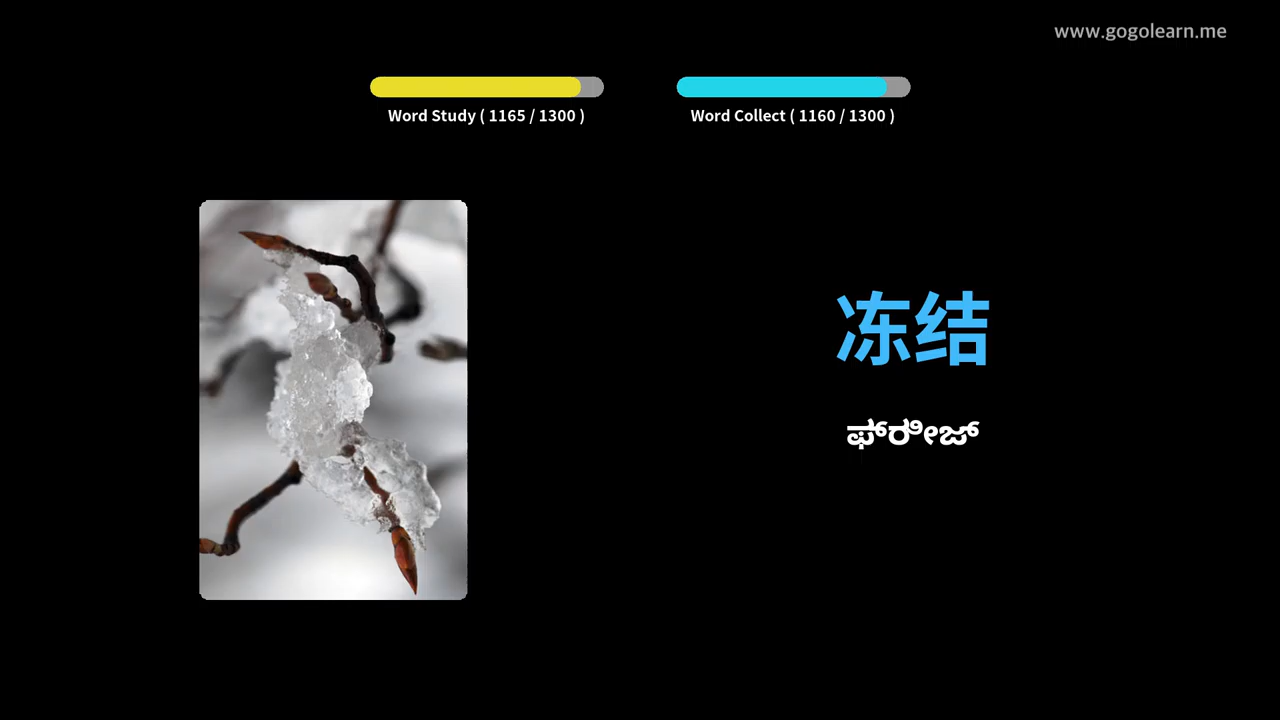 www.gogolearn.me
Word Study ( 1165 / 1300 )
Word Collect ( 1160 / 1300 )
冻结
ಫ್ರೀಜ್